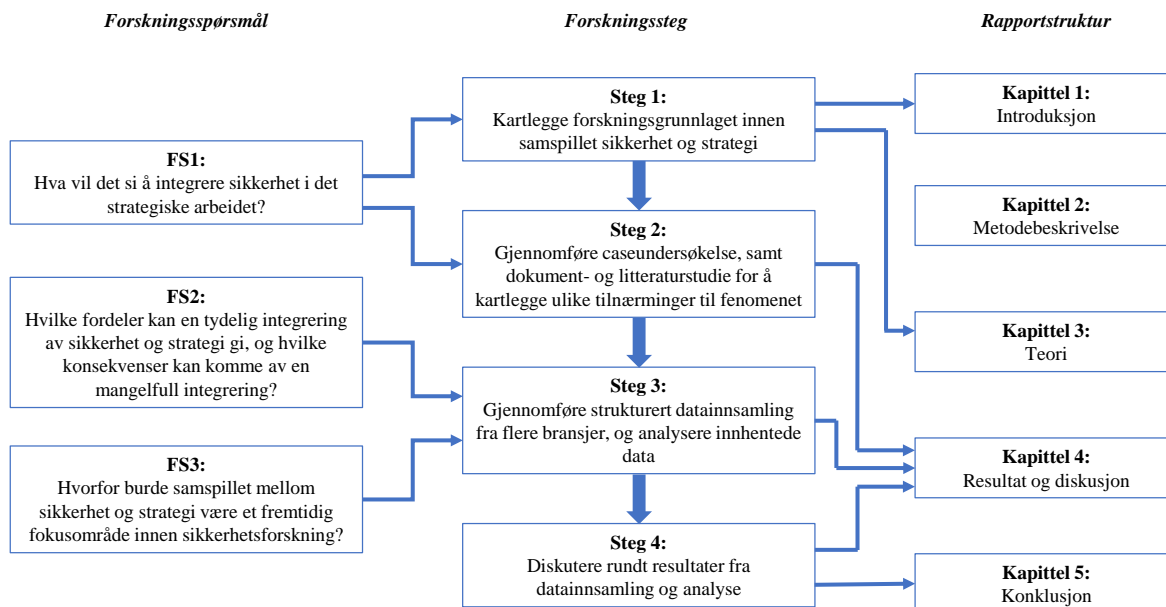 Forskningsspørsmål
Forskningssteg
Rapportstruktur
FS1:
Hva vil det si å integrere sikkerhet i det
strategiske arbeidet?
FS2:
Hvilke fordeler kan en tydelig integrering
av sikkerhet og strategi gi, og hvilke
konsekvenser kan komme av en
mangelfull integrering?
FS3:
Hvorfor burde samspillet mellom
sikkerhet og strategi være et fremtidig
fokusområde innen sikkerhetsforskning?
Steg 1:
Kartlegge forskningsgrunnlaget innen
samspillet sikkerhet og strategi
Steg 2:
Gjennomføre caseundersøkelse, samt
dokument- og litteraturstudie for å
kartlegge ulike tilnærminger til fenomenet
Steg 3:
Gjennomføre strukturert datainnsamling
fra flere bransjer, og analysere innhentede
data
Steg 4:
Diskutere rundt resultater fra
datainnsamling og analyse
Kapittel 1:
Introduksjon
Kapittel 2:
Metodebeskrivelse
Kapittel 3:
Teori
Kapittel 4:
Resultat og diskusjon
Kapittel 5:
Konklusjon